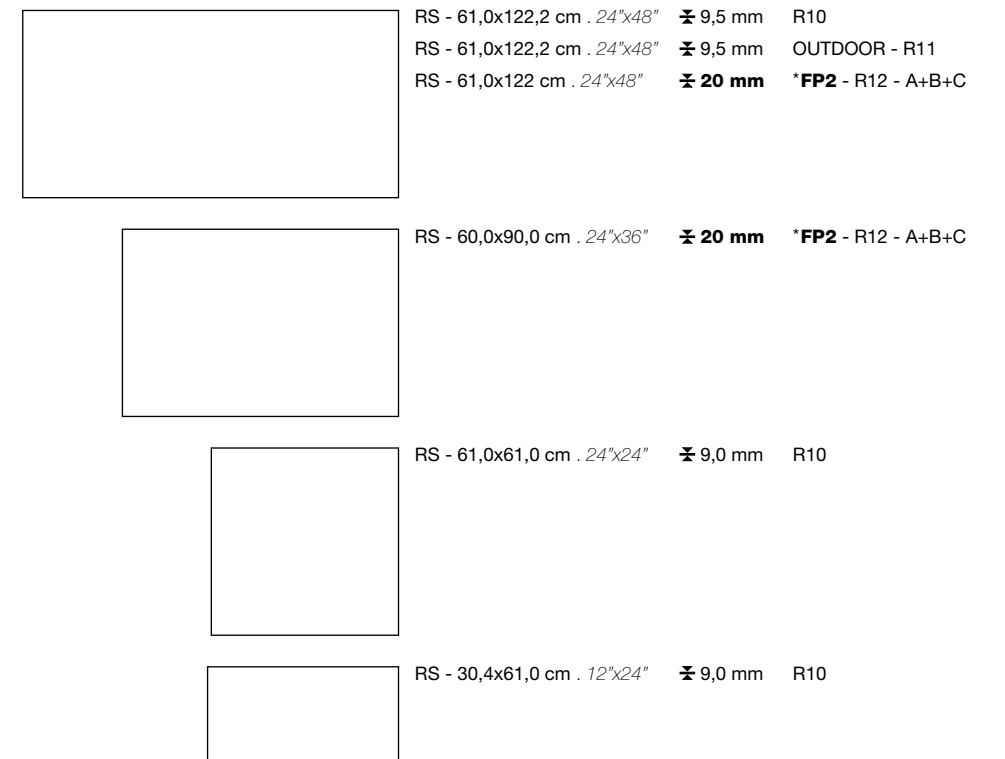 RS - 61,0x122,2 cm . 24"x48" 9,5 mm R10
RS - 61,0x122,2 cm . 24"x48" 9,5 mm OUTDOOR - R11
RS - 61,0x122 cm . 24"x48" 20 mm *FP2 - R12 - A+B+C
RS - 60,0x90,0 cm . 24"x36" 20 mm *FP2 - R12 - A+B+C
RS - 61,0x61,0 cm . 24"x24" 9,0 mm R10
RS - 30,4x61,0 cm . 12"x24" 9,0 mm R10